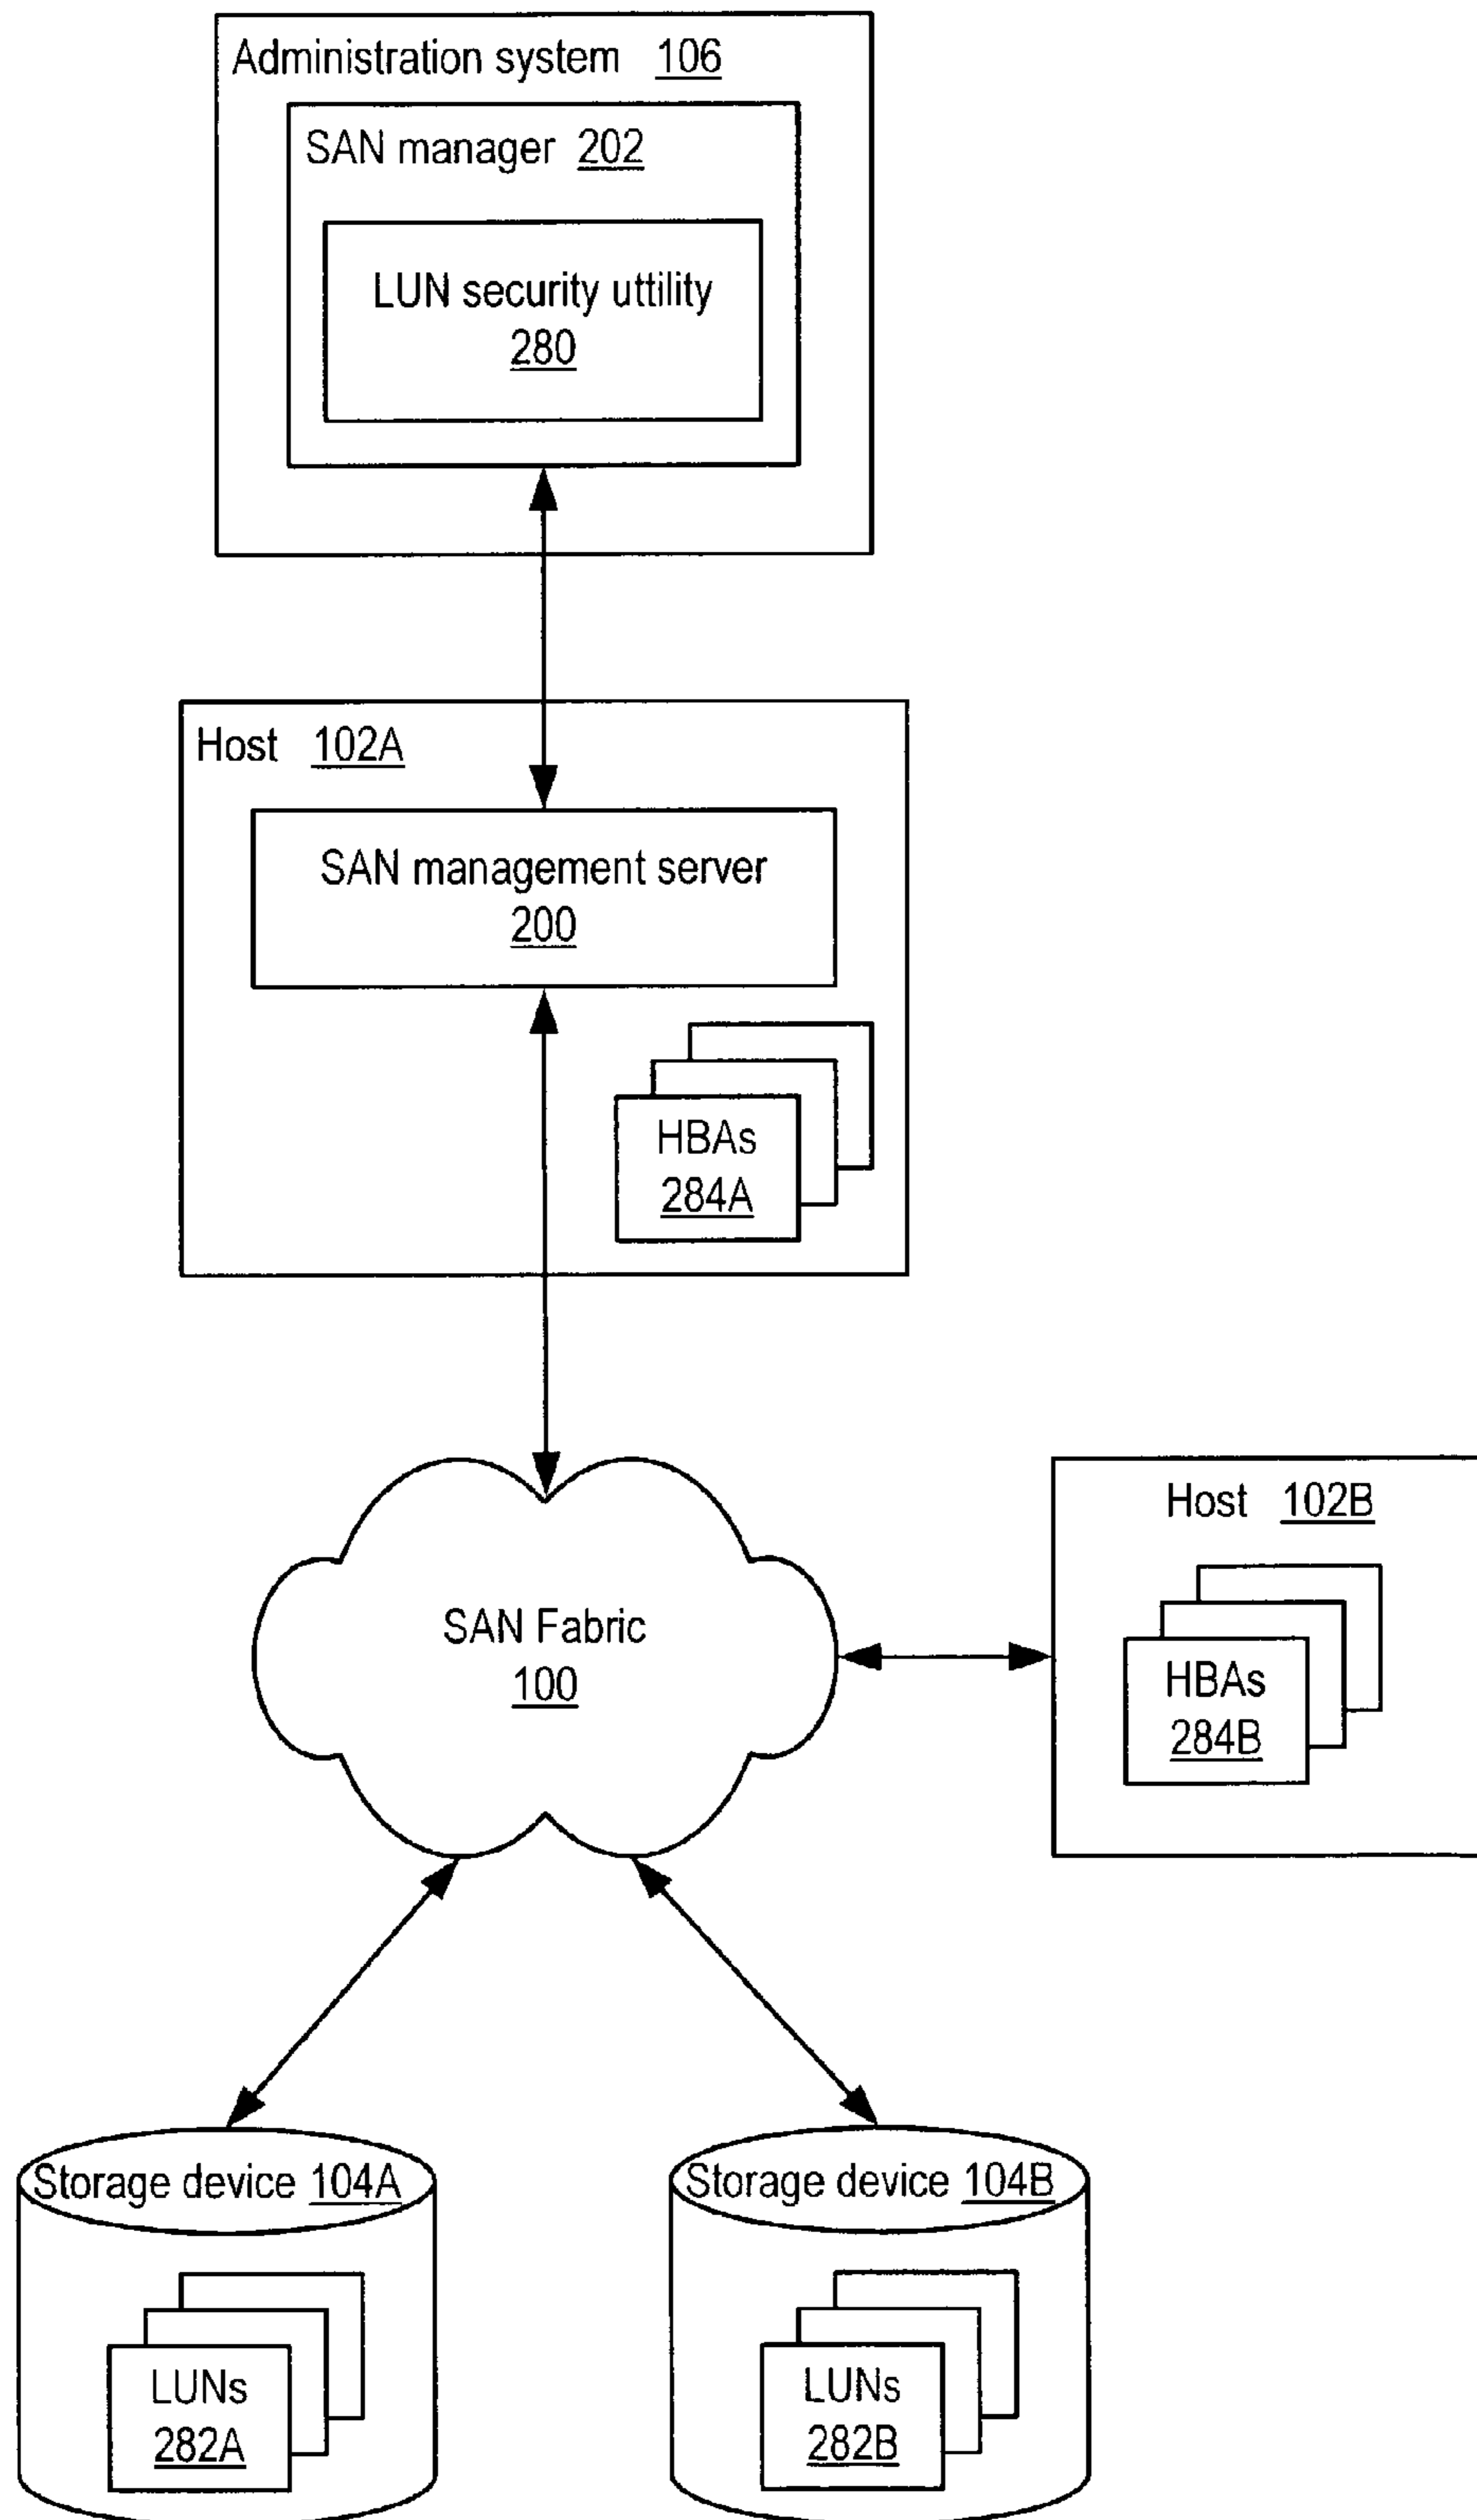 Administration system 106
SAN manager 202
LUN security uttility
280
Host 102A
SAN management server
200
HBAs
284A
SAN Fabric
100
Host 102B
HBAs
284B
Storage device 104A
LUNs
282A
Storage device 104B
LUNs
282B